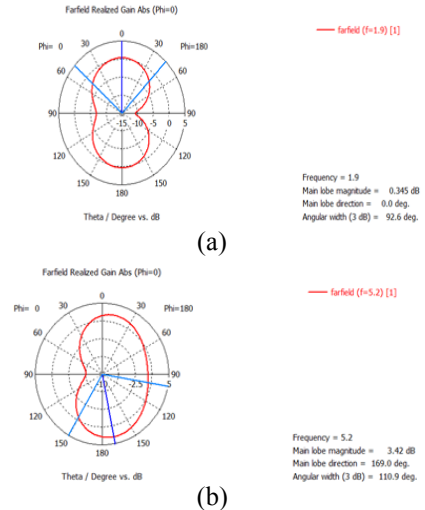 Farfield Realized Gain Abs (Phi=0)
0
Phi= 0 30 30 Phi=180
60 60
90 -15 -10 -5 0 5 90
120 120
150 150
180
Theta / Degree vs. dB
farfield (f=1.9) [1]
Frequency = 1.9
Main lobe magnitude = 0.345 dB
Main lobe direction = 0.0 deg.
Angular width (3 dB) = 92.6 deg.
(a)
Farfield Realized Gain Abs (Phi=0)
0
Phi= 0 30 30 Phi=180
60 60
90 -10 -2.5 5 90
120 120
150 150
180
Theta / Degree vs. dB
farfield (f=5.2) [1]
Frequency = 5.2
Main lobe magnitude = 3.42 dB
Main lobe direction = 169.0 deg.
Angular width (3 dB) = 110.9 deg.
(b)